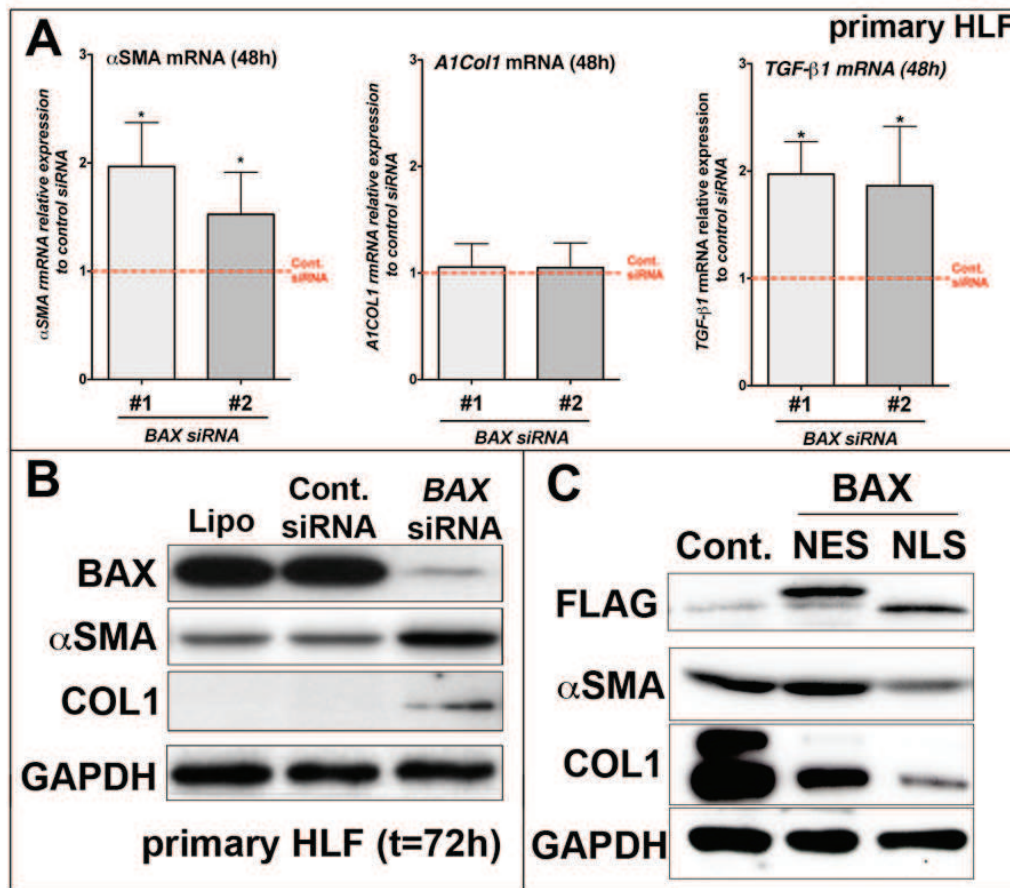 A
primary HLF
αSMA mRNA (48h)
αSMA rmRNA relative expression
to control siRNA
3
2
1
0
*
*
Cont.
siRNA
#1 #2
BAX siRNA
A1Col1 mRNA (48h)
A1COL1 rmRNA relative expression
to control siRNA
3
2
1
0
Cont.
siRNA
#1 #2
BAX siRNA
TGF-β1 mRNA (48h)
TGF-β1 rmRNA relative expression
to control siRNA
3
2
1
0
*
*
Cont.
siRNA
#1 #2
BAX siRNA
B
Lipo Cont. siRNA BAX siRNA
BAX
αSMA
COL1
GAPDH
primary HLF (t=72h)
C
BAX
Cont. NES NLS
FLAG
αSMA
COL1
GAPDH